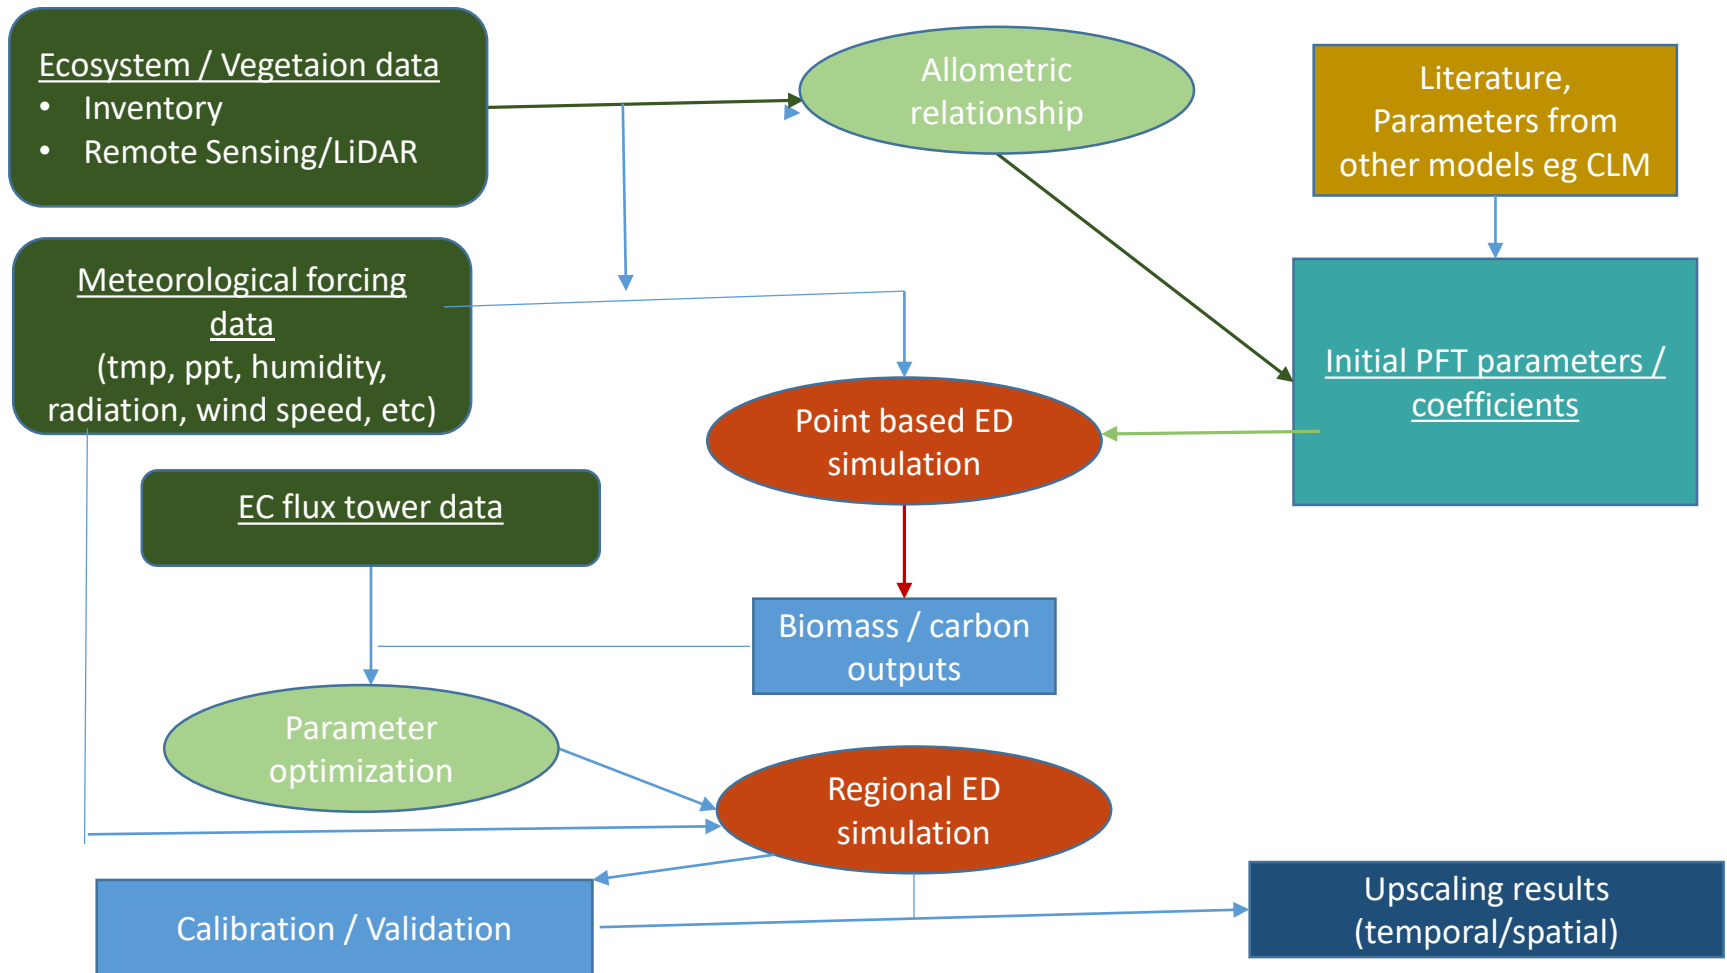 Ecosystem / Vegetaion data
• Inventory
• Remote Sensing/LiDAR
Allometric
relationship
Literature,
Parameters from
other models eg CLM
Meteorological forcing
data
(tmp, ppt, humidity,
radiation, wind speed, etc)
Initial PFT parameters /
coefficients
Point based ED
simulation
EC flux tower data
Biomass / carbon
outputs
Parameter
optimization
Regional ED
simulation
Calibration / Validation
Upscaling results
(temporal/spatial)